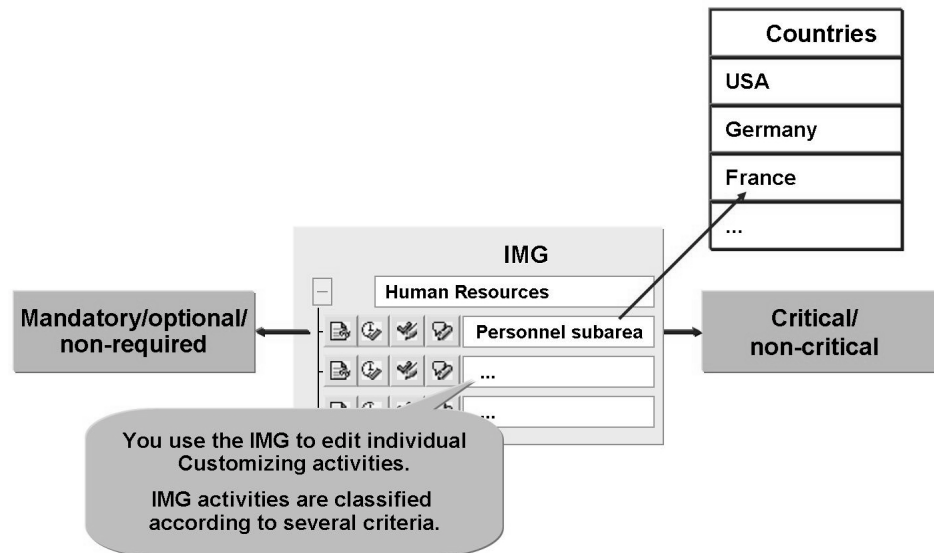 Countries
USA
Germany
France
...
IMG
Human Resources
Mandatory/optional/
non-required
Personnel subarea
Critical/
non-critical
...
...
You use the IMG to edit individual
Customizing activities.
IMG activities are classified
according to several criteria.